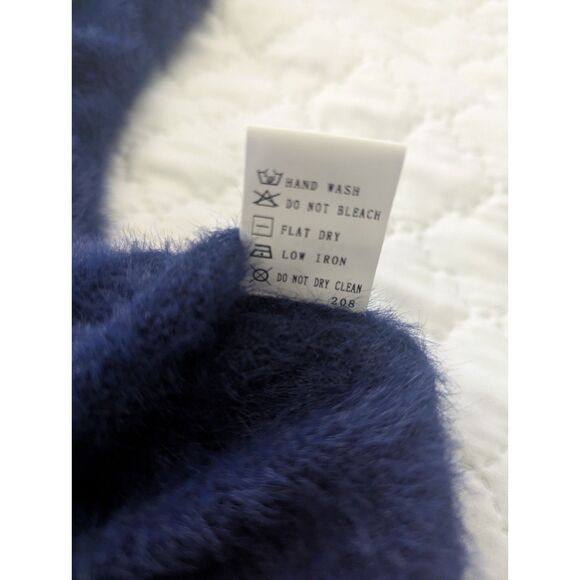 HAND WASH
DO NOT BLEACH
FLAT DRY
LOW IRON
DO NOT DRY CLEAN
208